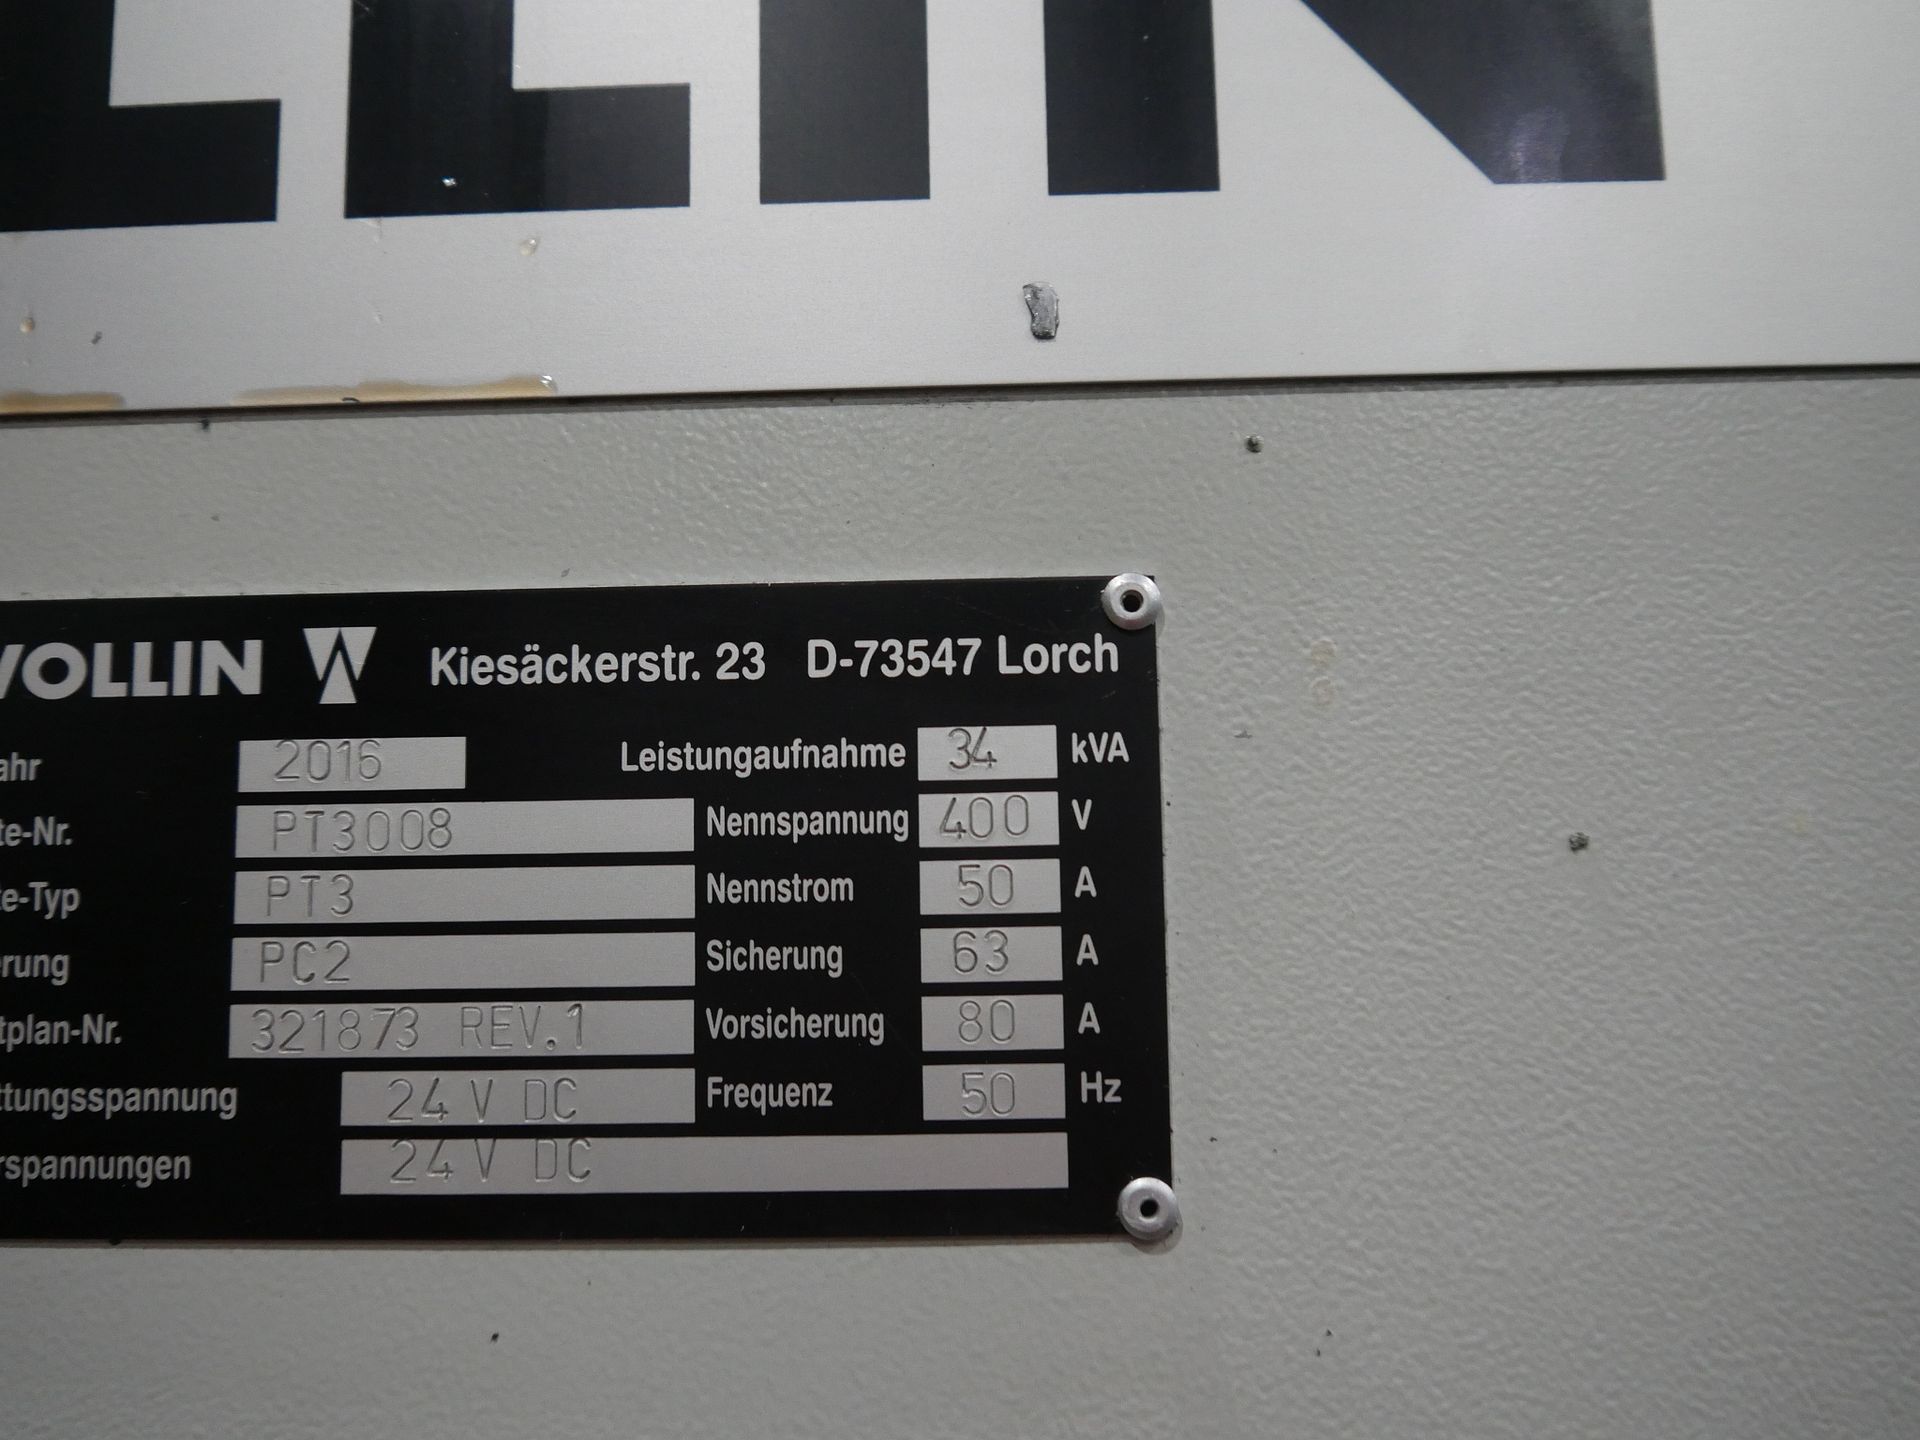 LLIN
WOLLIN Kiesäckerstr. 23 D-73547 Lorch
ahr 2016 Leistungaufnahme 34 kVA
te-Nr. PT3008 Nennspannung 400 V
te-Typ PT3 Nennstrom 50 A
erung PC2 Sicherung 63 A
tplan-Nr. 321873 REV.1 Vorsicherung 80 A
ttungsspannung 24 V DC Frequenz 50 Hz
rspannungen 24 V DC